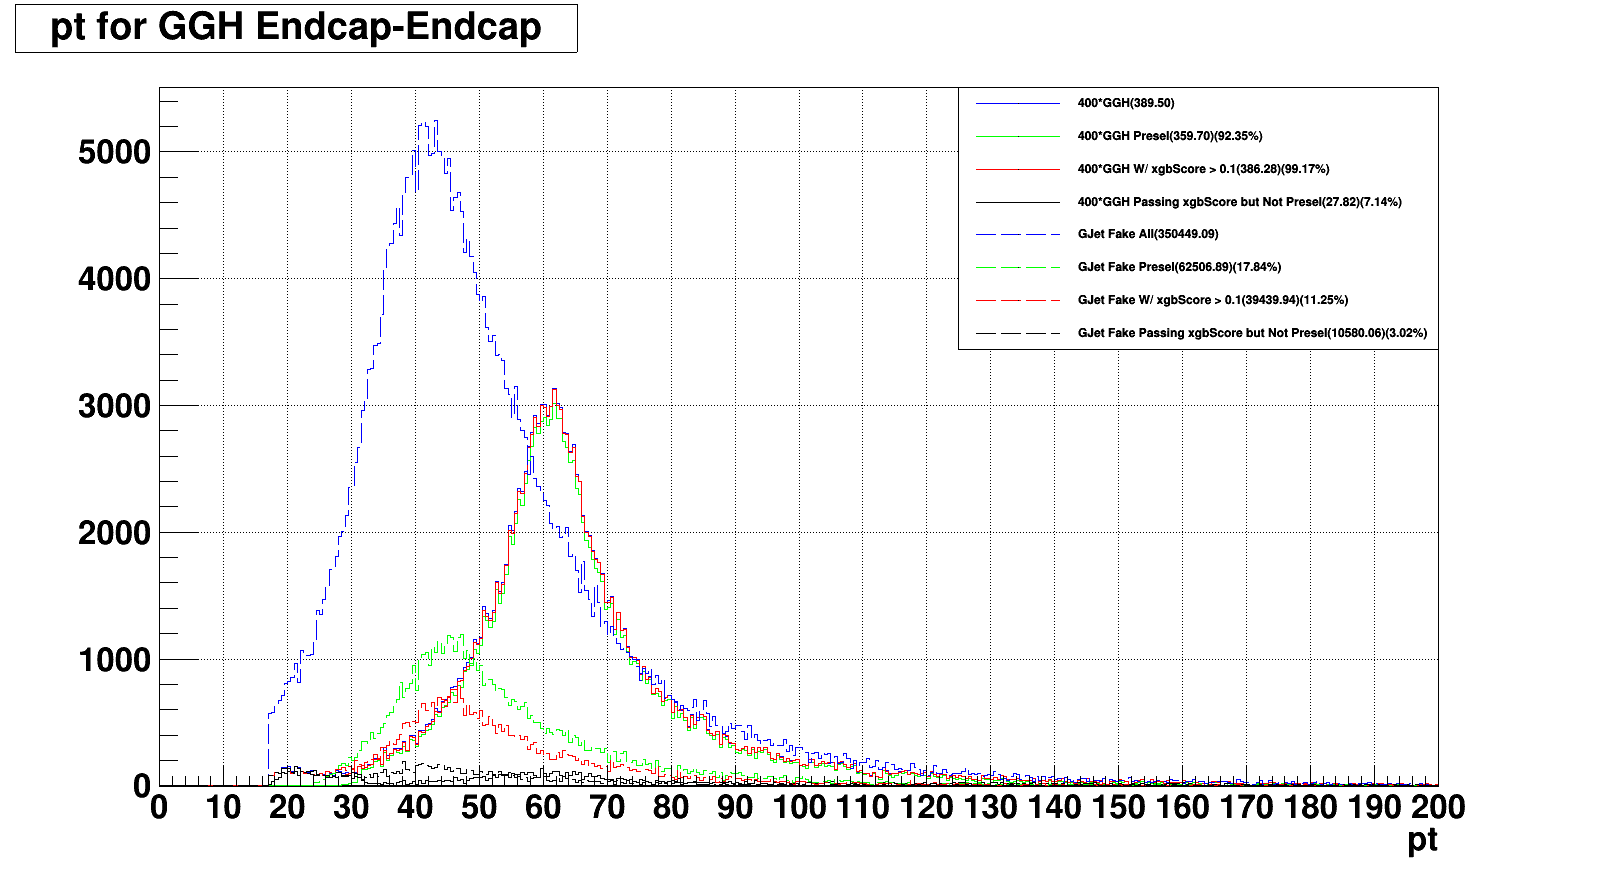 pt for GGH Endcap-Endcap
400*GGH(389.50)
400*GGH Presel(359.70)(92.35%)
400*GGH W/ xgbScore > 0.1(386.28)(99.17%)
400*GGH Passing xgbScore but Not Presel(27.82)(7.14%)
GJet Fake All(350449.09)
GJet Fake Presel(62506.89)(17.84%)
GJet Fake W/ xgbScore > 0.1(39439.94)(11.25%)
GJet Fake Passing xgbScore but Not Presel(10580.06)(3.02%)
5000
4000
3000
2000
1000
0
0 10 20 30 40 50 60 70 80 90 100 110 120 130 140 150 160 170 180 190 200
pt